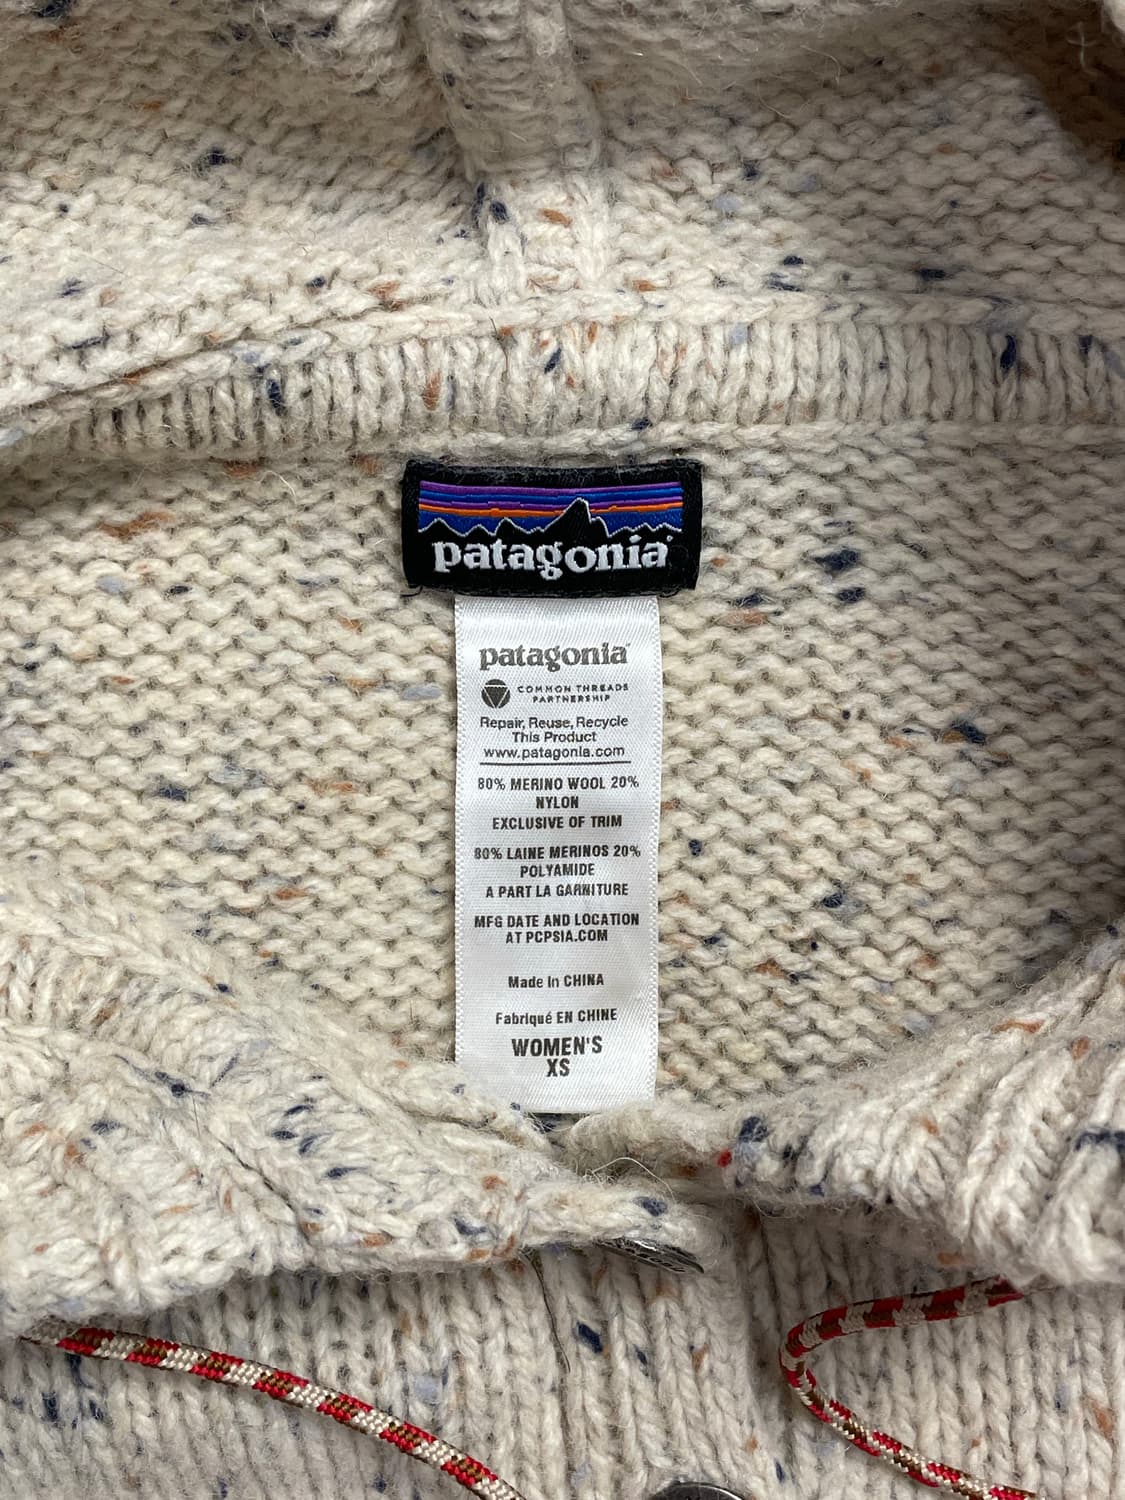 patagonia
patagonia
COMMON THREADS
PARTNERSHIP
Repair, Reuse, Recycle
This Product
www.patagonia.com
80% MERINO WOOL 20%
NYLON
EXCLUSIVE OF TRIM
80% LAINE MERINOS 20%
POLYAMIDE
A PART LA GARNITURE
MFG DATE AND LOCATION
AT PCPSIA.COM
Made In CHINA
Fabriqué EN CHINE
WOMEN'S
XS